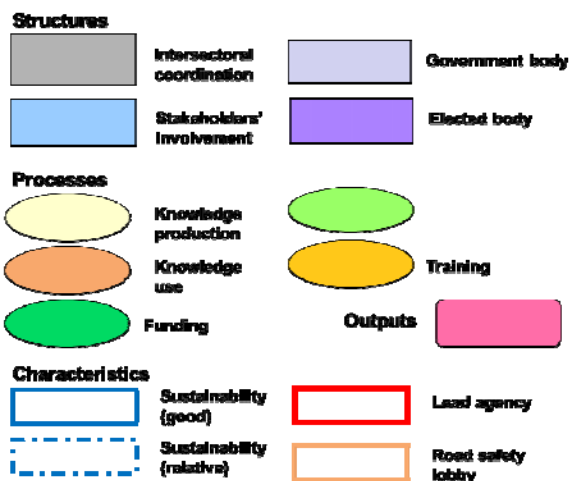 Structures
Intersectoral
coordination
Government body
Stakeholders'
Involvement
Elected body
Processes
Knowledge
production
Knowledge
use
Training
Funding
Outputs
Characteristics
Sustainability
(good)
Lead agency
Sustainability
(relative)
Road safety
lobby